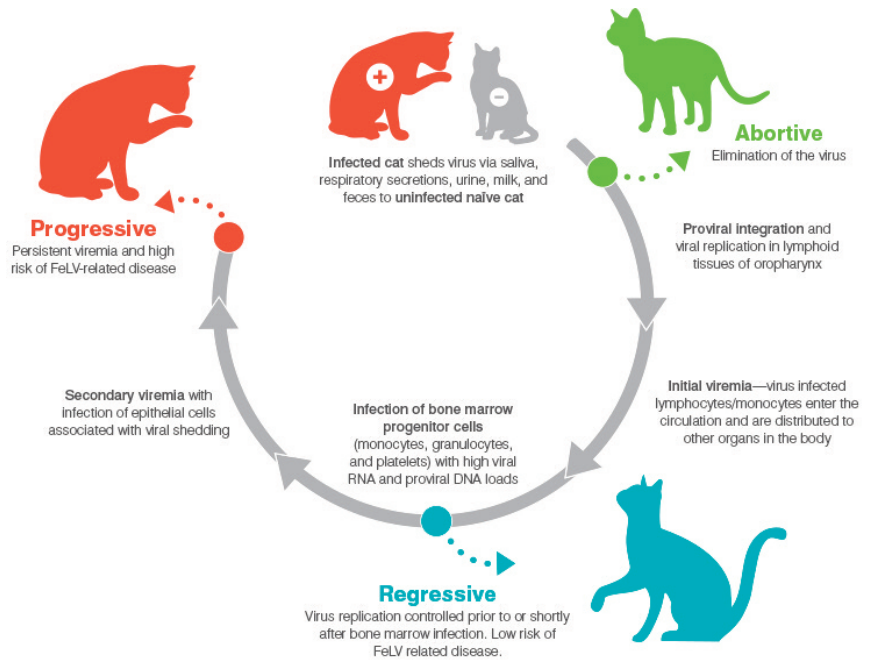 +
−
Infected cat sheds virus via saliva,
respiratory secretions, urine, milk, and
feces to uninfected naïve cat
Abortive
Elimination of the virus
Proviral integration and
viral replication in lymphoid
tissues of oropharynx
Initial viremia—virus infected
lymphocytes/monocytes enter the
circulation and are distributed to
other organs in the body
Infection of bone marrow
progenitor cells
(monocytes, granulocytes,
and platelets) with high viral
RNA and proviral DNA loads
Regressive
Virus replication controlled prior to or shortly
after bone marrow infection. Low risk of
FeLV related disease.
Secondary viremia with
infection of epithelial cells
associated with viral shedding
Progressive
Persistent viremia and high
risk of FeLV-related disease